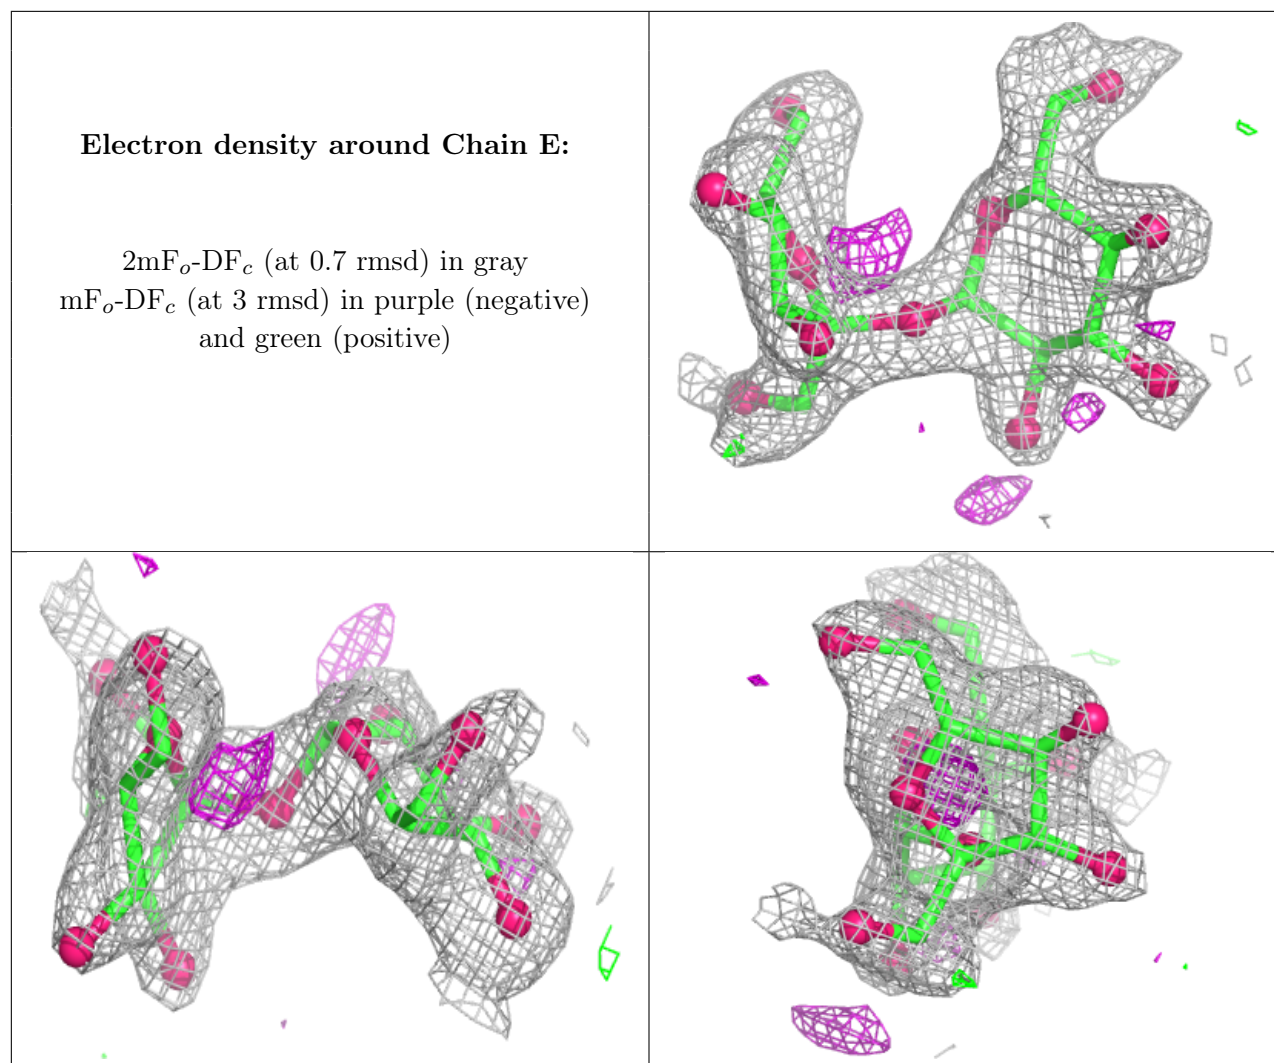 Electron density around Chain E:
2mFo-DFc (at 0.7 rmsd) in gray
mFo-DFc (at 3 rmsd) in purple (negative)
and green (positive)